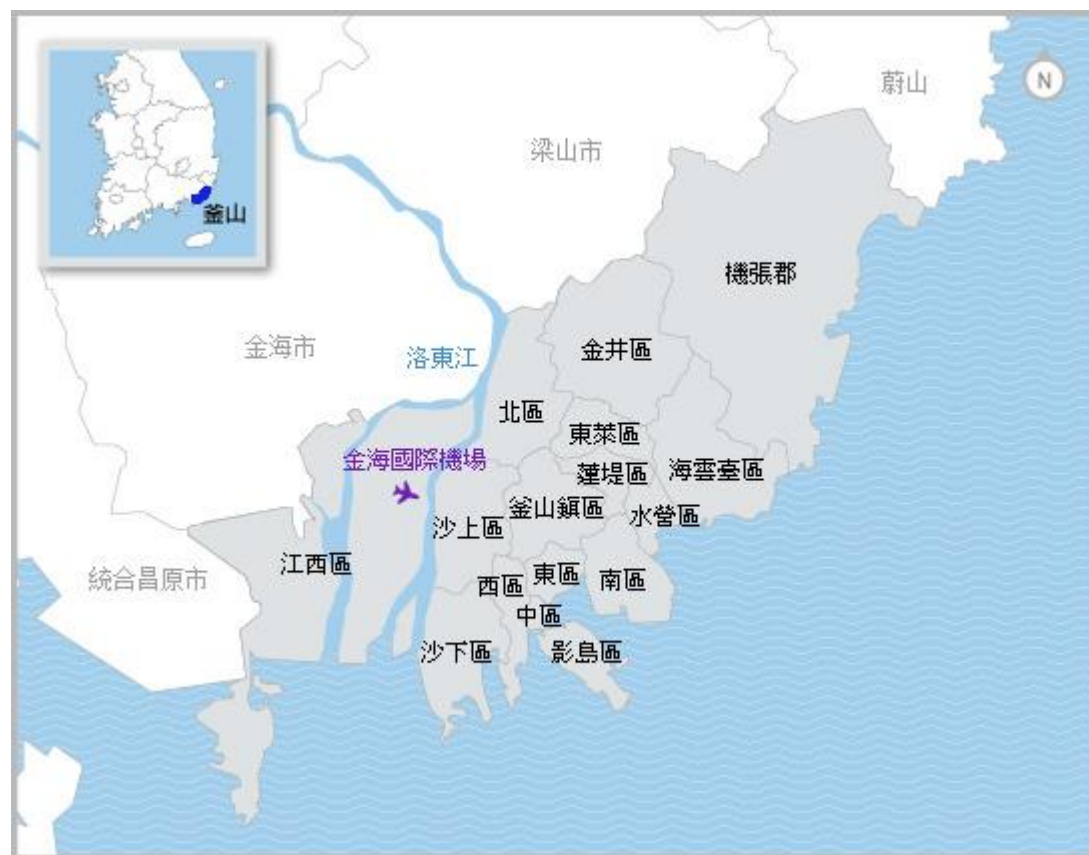 蔚山
N
梁山市
釜山
機張郡
金海市
洛東江
金井區
北區
東萊區
金海國際機場
蓮堤區
海雲臺區
釜山鎮區
水營區
沙上區
江西區
統合昌原市
西區
東區
南區
中區
沙下區
影島區